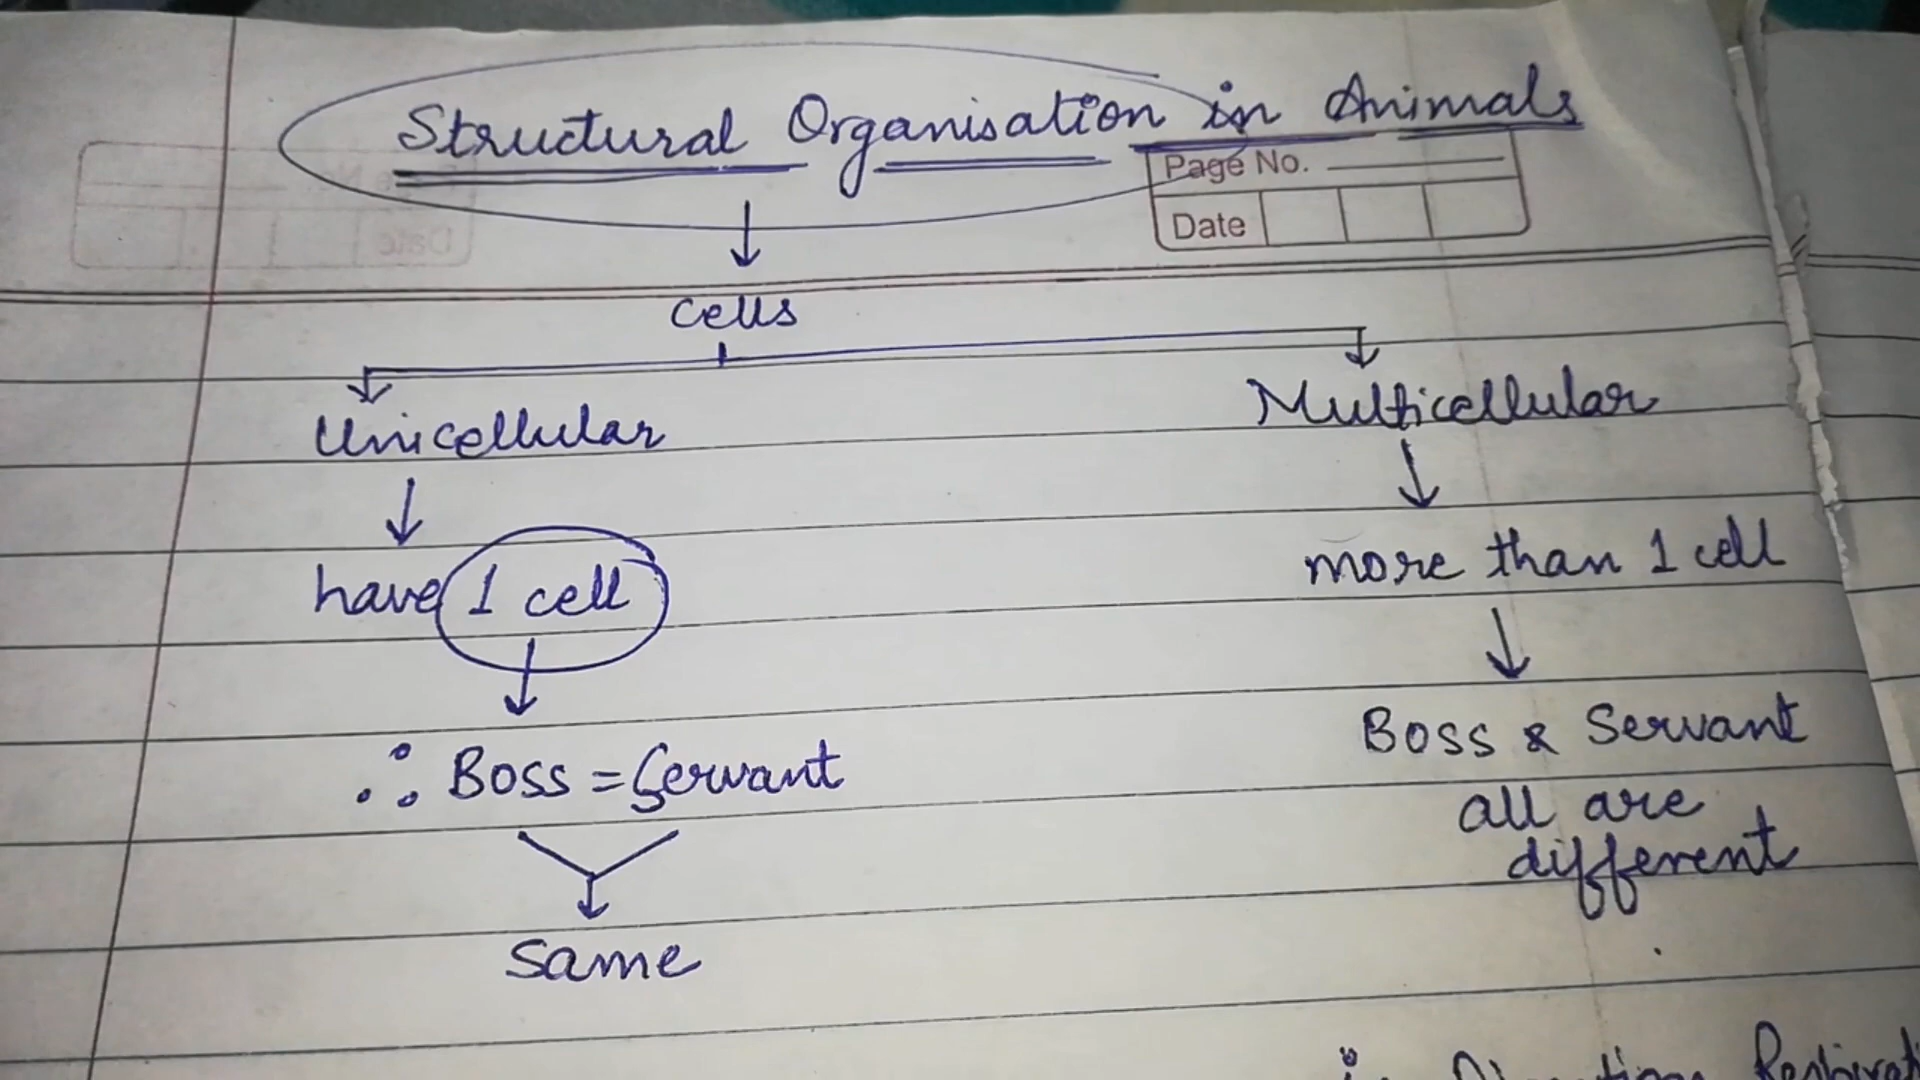 Structural Organisation in Animals
Page No.
Date
cells
Unicellular
Multicellular
have 1 cell
more than 1 cell
∴ Boss = Servant
Boss & Servant
all are
different
same